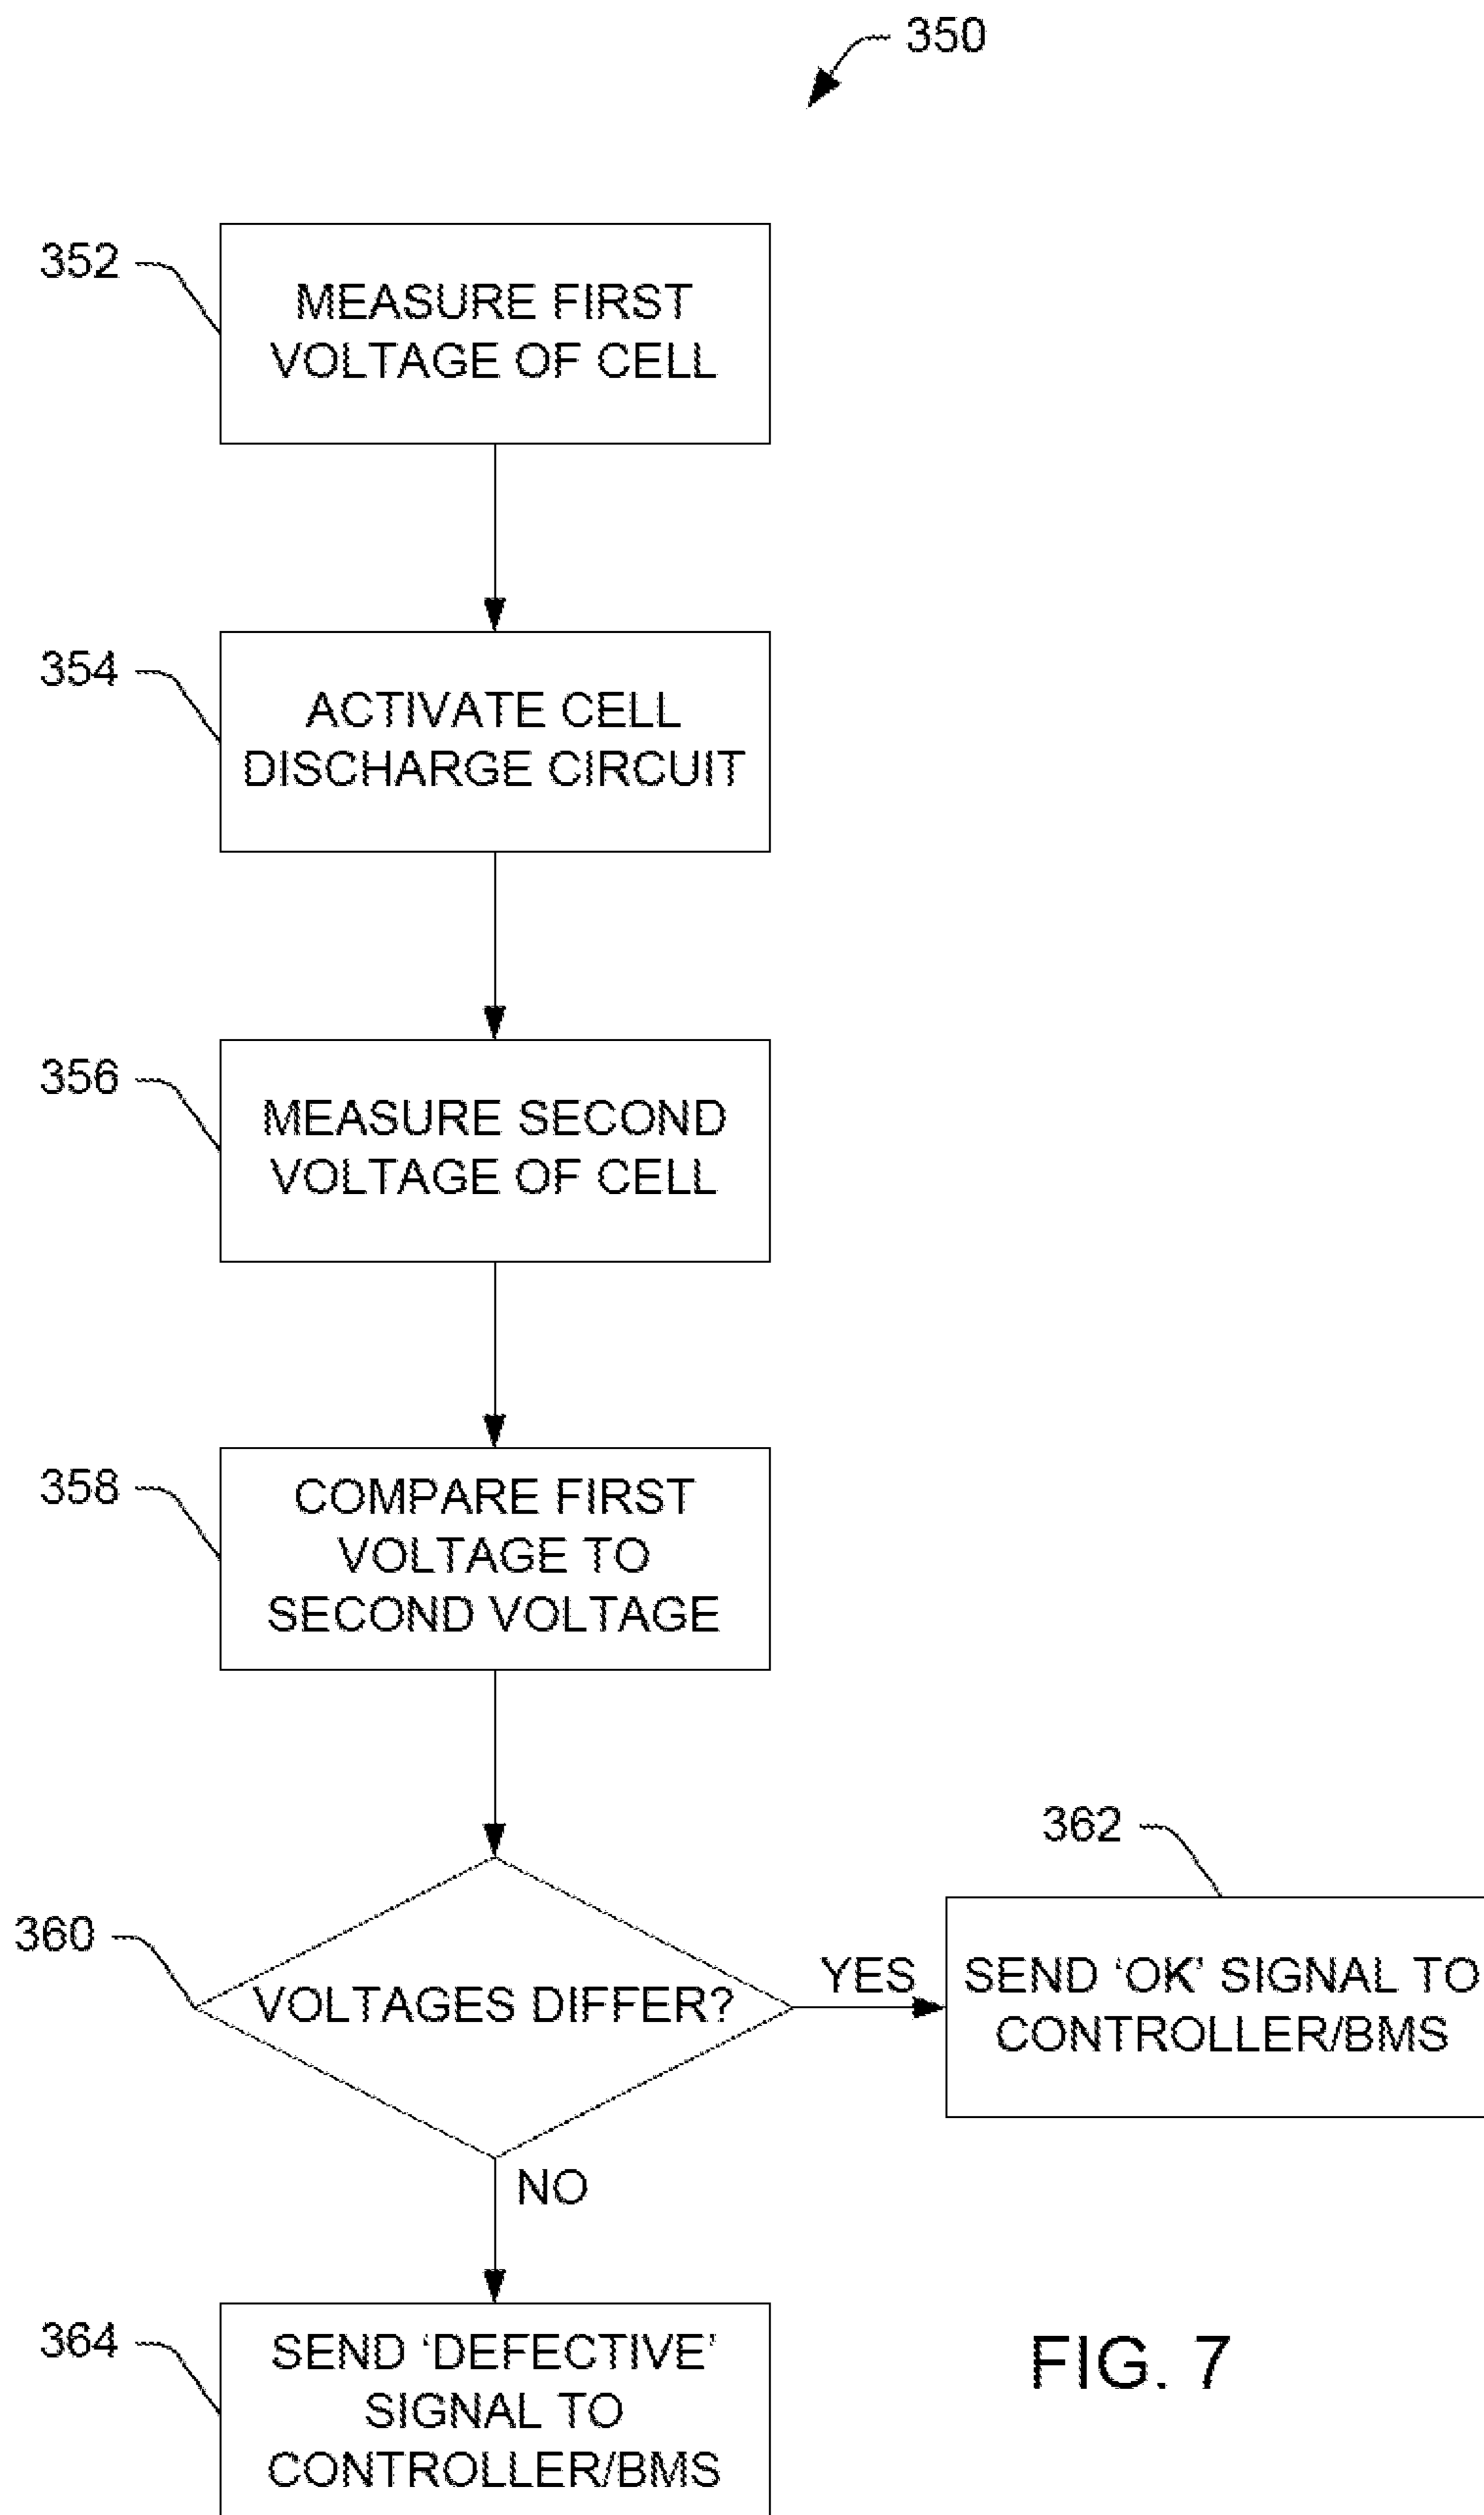 350
352
MEASURE FIRST
VOLTAGE OF CELL
354
ACTIVATE CELL
DISCHARGE CIRCUIT
356
MEASURE SECOND
VOLTAGE OF CELL
358
COMPARE FIRST
VOLTAGE TO
SECOND VOLTAGE
360
VOLTAGES DIFFER?
YES
362
SEND ‘OK’ SIGNAL TO
CONTROLLER/BMS
NO
364
SEND ‘DEFECTIVE’
SIGNAL TO
CONTROLLER/BMS
FIG. 7